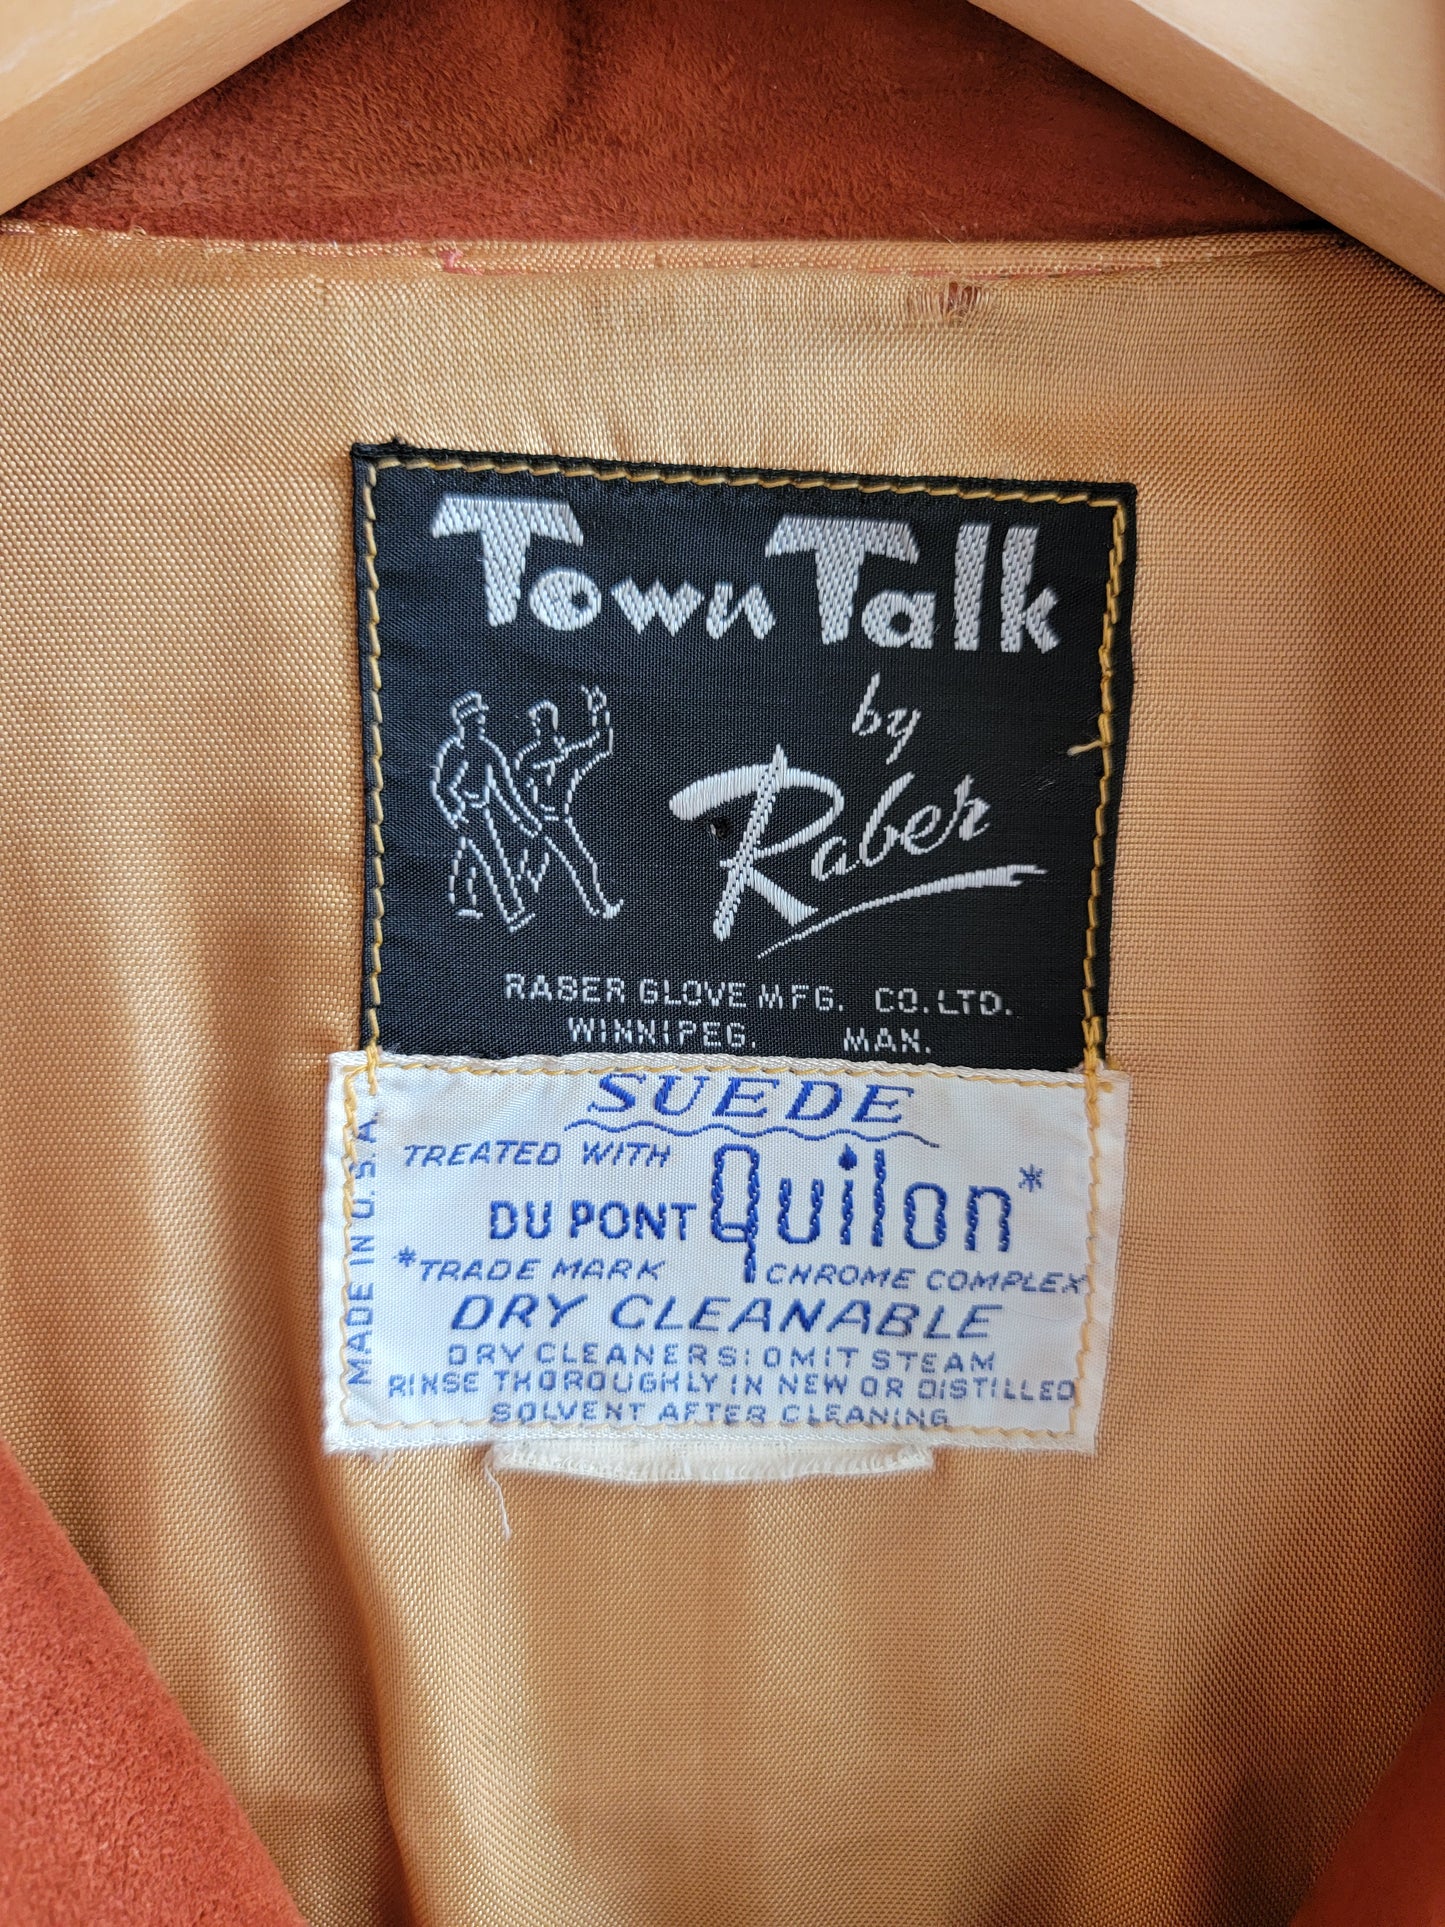 Town Talk
by
Raber
RABER GLOVE MFG. CO. LTD.
WINNIPEG. MAN.
SUEDE
TREATED WITH
DU PONT Quilon*
*TRADE MARK CHROME COMPLEX
DRY CLEANABLE
DRY CLEANERS: OMIT STEAM
RINSE THOROUGHLY IN NEW OR DISTILLED
SOLVENT AFTER CLEANING
MADE IN U.S.A.